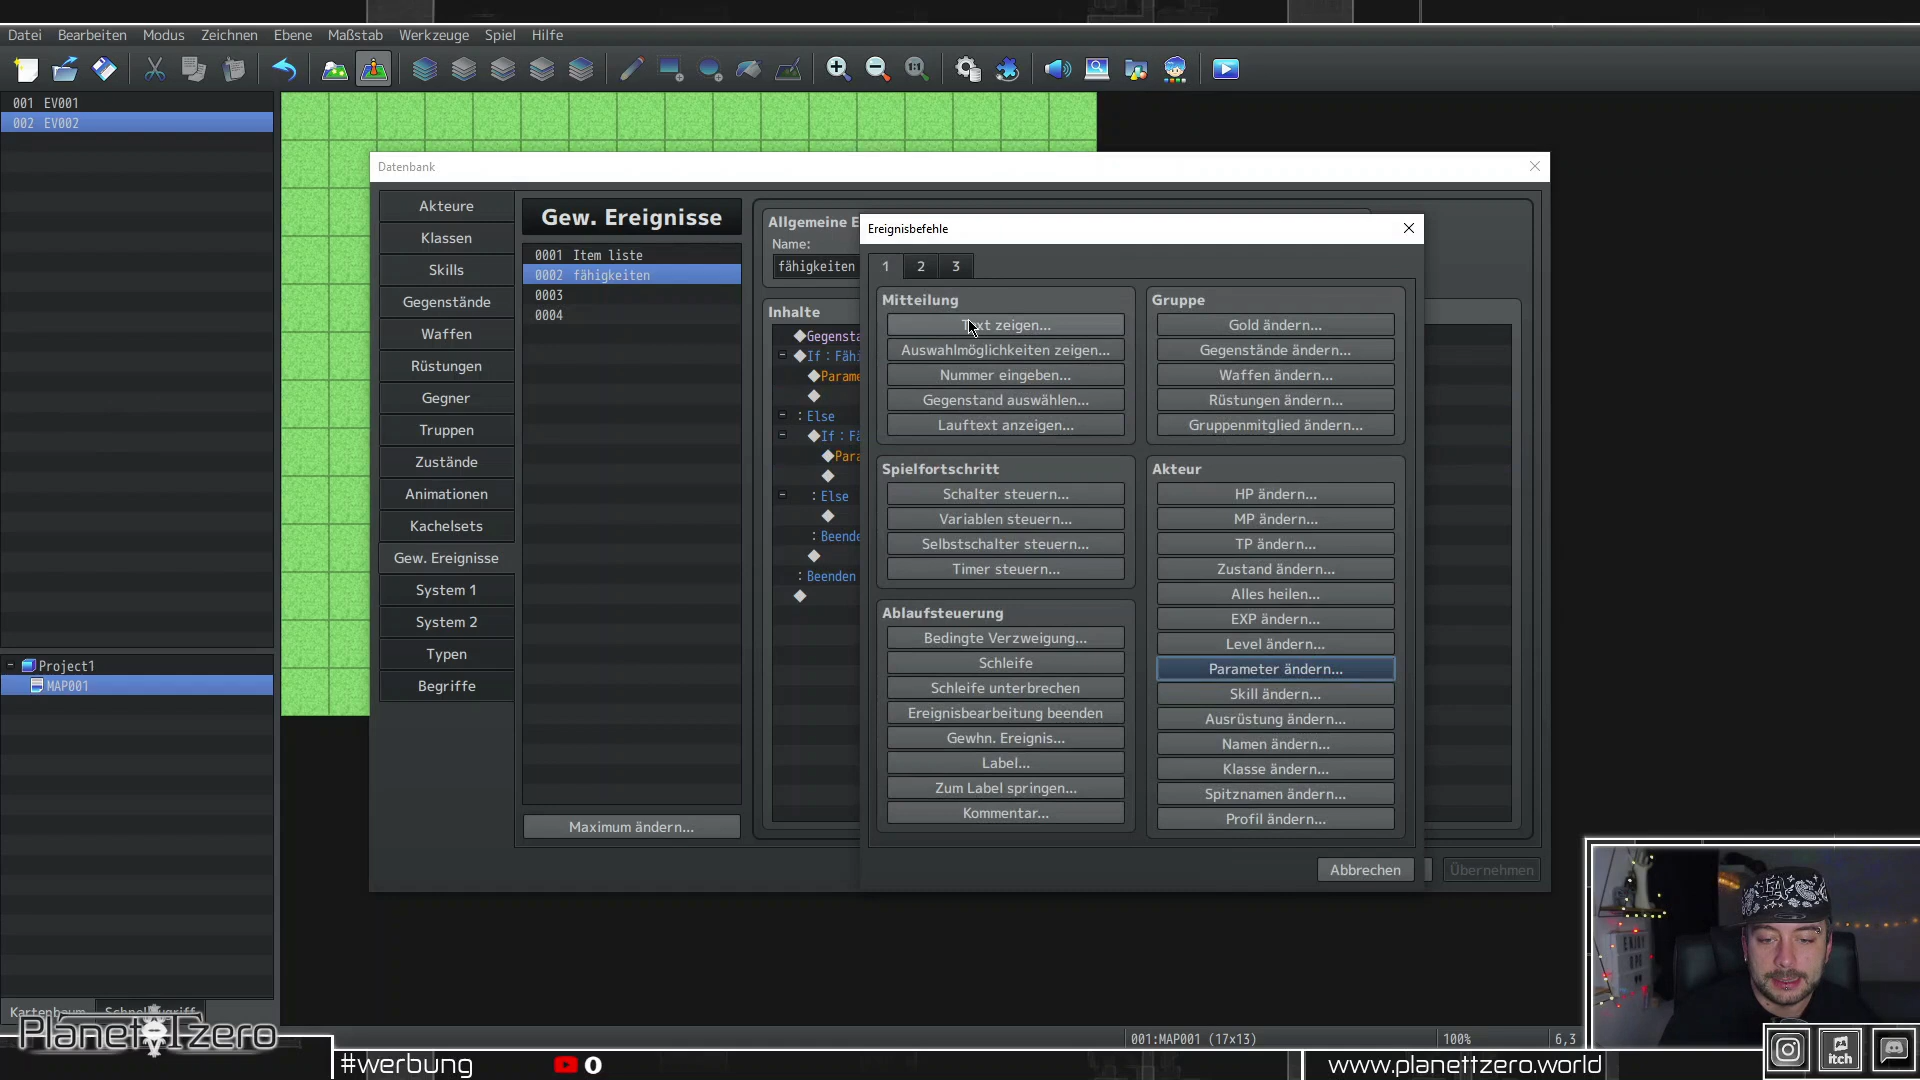 Datei Bearbeiten Modus Zeichnen Ebene Maßstab Werkzeuge Spiel Hilfe
001 EV001
002 EV002
Datenbank
Akteure
Klassen
Skills
Gegenstände
Waffen
Rüstungen
Gegner
Truppen
Zustände
Animationen
Kachelsets
Gew. Ereignisse
System 1
System 2
Typen
Begriffe
Gew. Ereignisse
0001 Item liste
0002 fähigkeiten
0003
0004
Maximum ändern...
Allgemeine E
Name:
fähigkeiten
Inhalte
◆Gegensta
◆If : Fähi
◆Parame
◆
: Else
◆If : Fä
◆Para
◆
: Else
◆
: Beende
◆
: Beenden
◆
Ereignisbefehle
1 2 3
Mitteilung
Text zeigen...
Auswahlmöglichkeiten zeigen...
Nummer eingeben...
Gegenstand auswählen...
Lauftext anzeigen...
Spielfortschritt
Schalter steuern...
Variablen steuern...
Selbstschalter steuern...
Timer steuern...
Ablaufsteuerung
Bedingte Verzweigung...
Schleife
Schleife unterbrechen
Ereignisbearbeitung beenden
Gewhn. Ereignis...
Label...
Zum Label springen...
Kommentar...
Gruppe
Gold ändern...
Gegenstände ändern...
Waffen ändern...
Rüstungen ändern...
Gruppenmitglied ändern...
Akteur
HP ändern...
MP ändern...
TP ändern...
Zustand ändern...
Alles heilen...
EXP ändern...
Level ändern...
Parameter ändern...
Skill ändern...
Ausrüstung ändern...
Namen ändern...
Klasse ändern...
Spitznamen ändern...
Profil ändern...
Abbrechen
Übernehmen
Project1
MAP001
PlanetTzero
001:MAP001 (17x13) 100% 6,3
#werbung
0
www.planettzero.world
itch